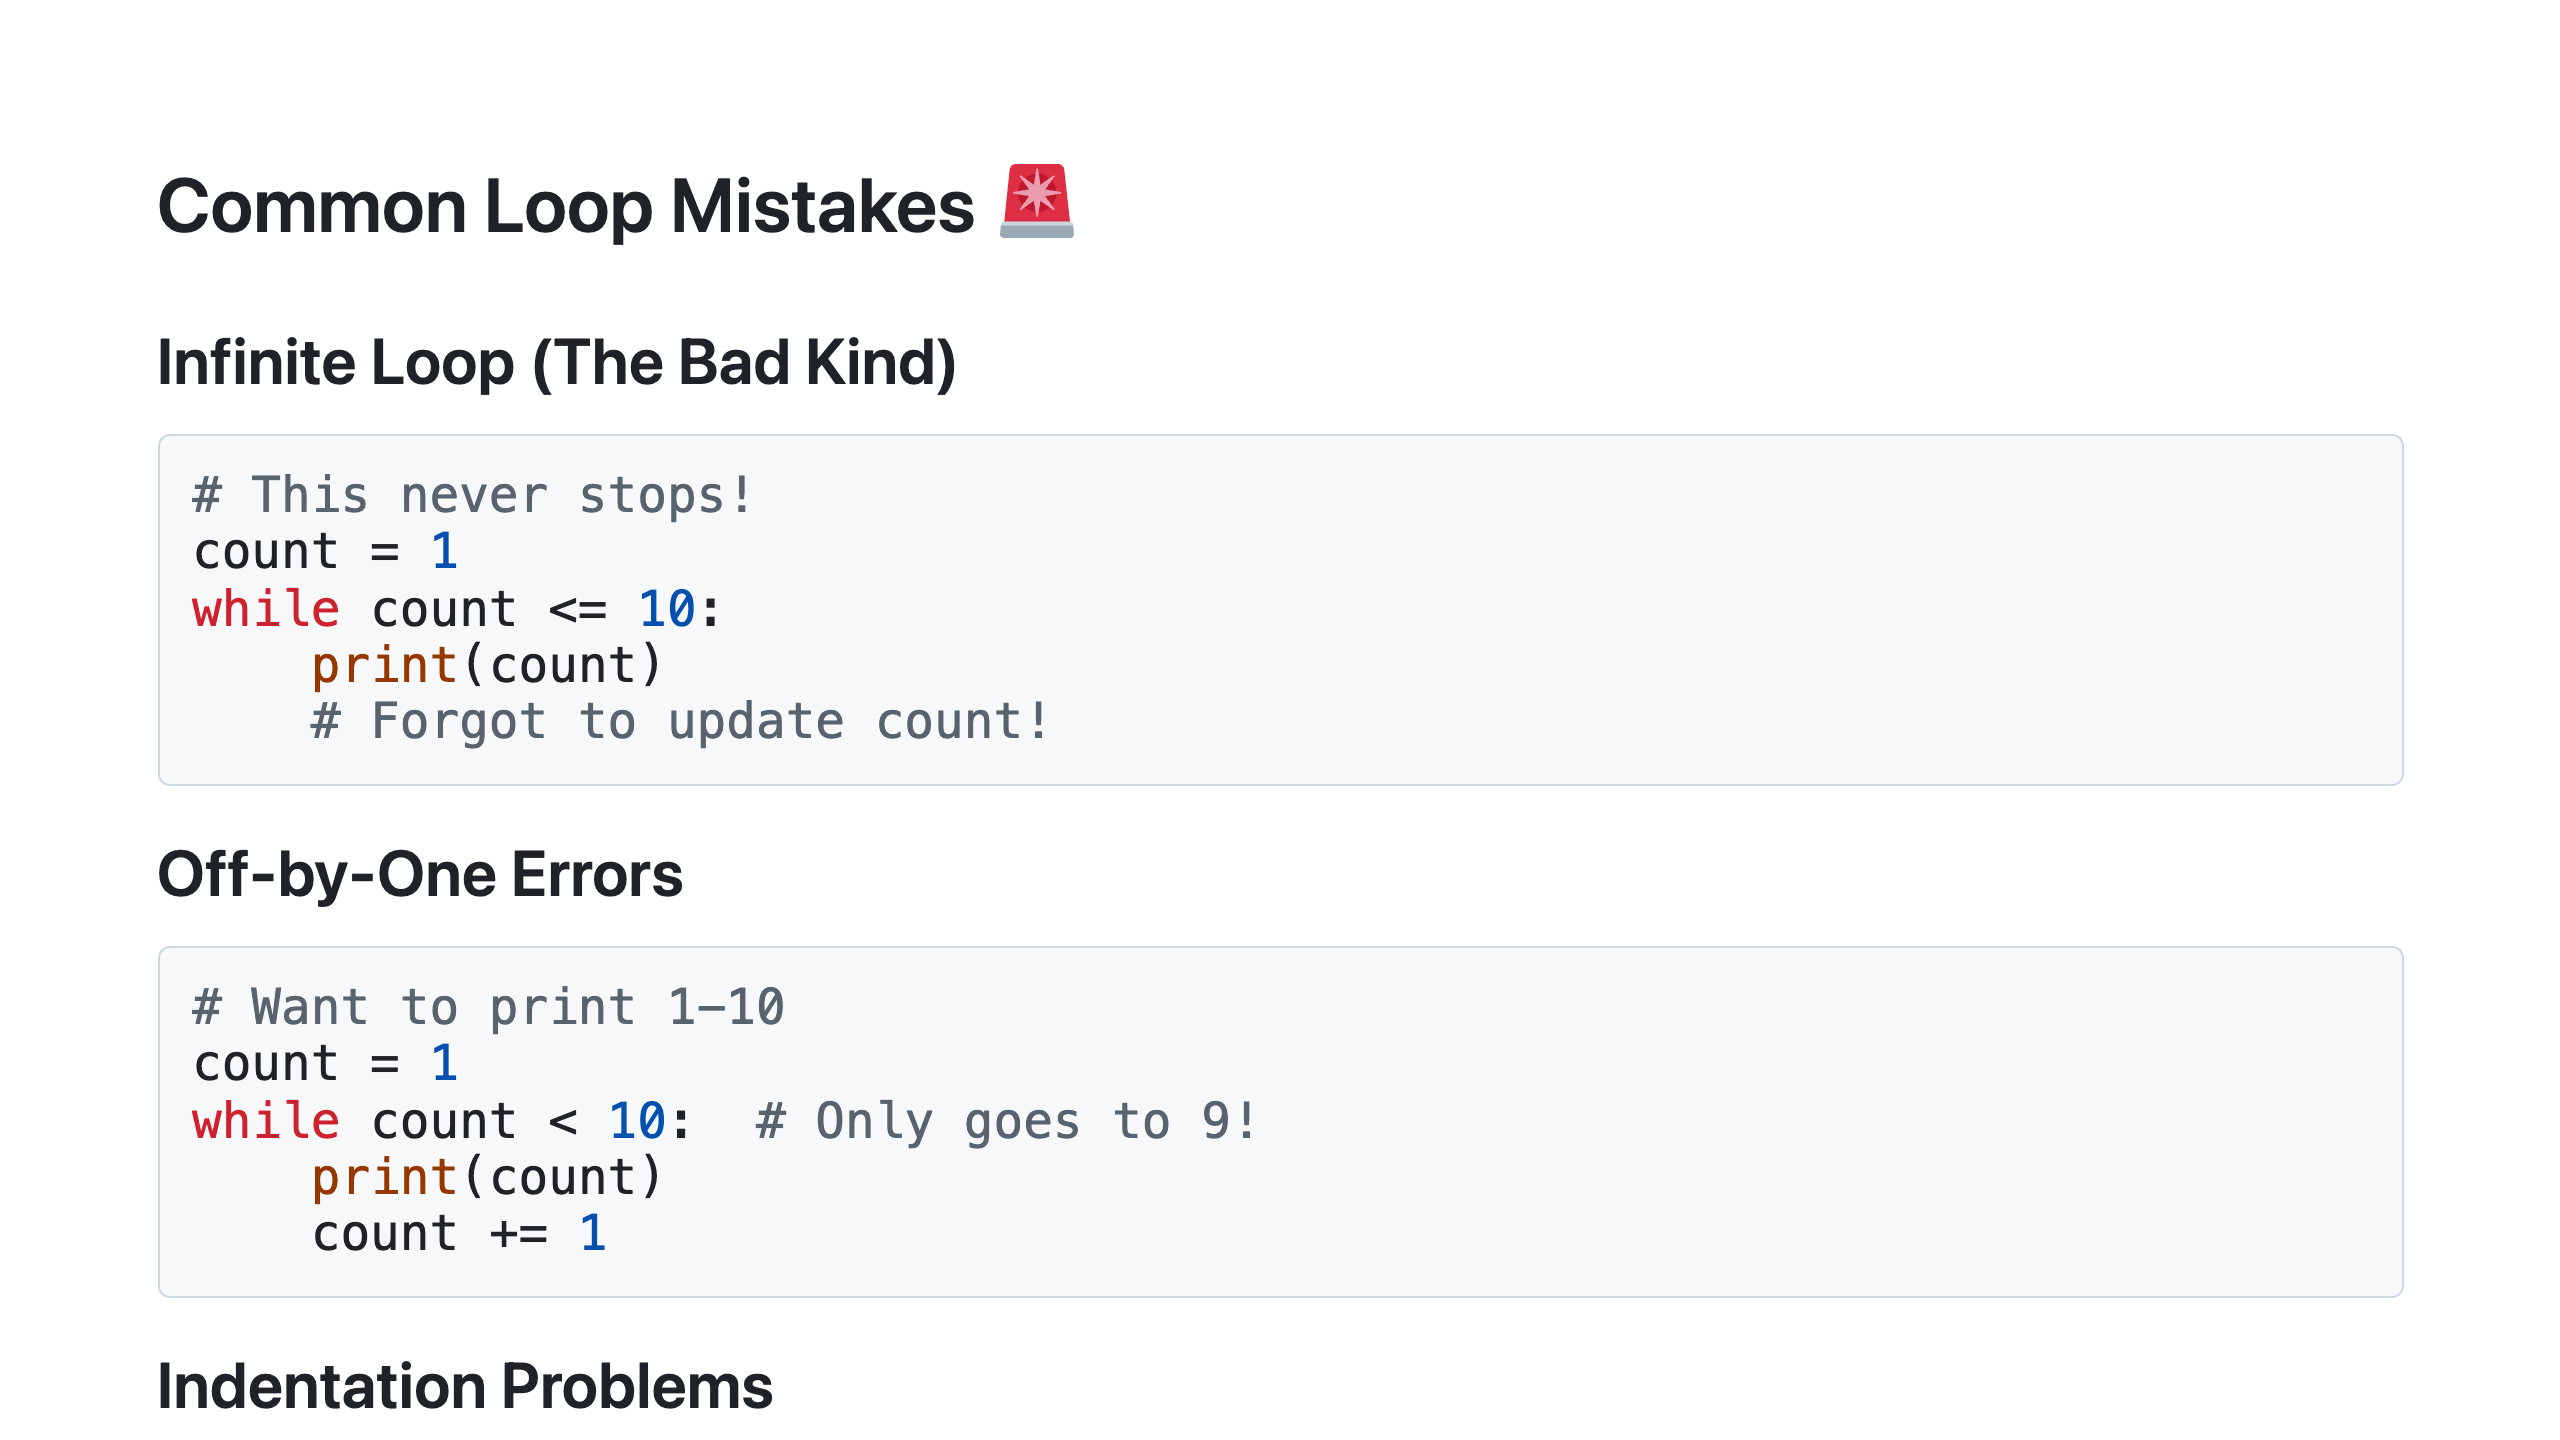 Common Loop Mistakes 🚨
Infinite Loop (The Bad Kind)
# This never stops!
count = 1
while count <= 10:
    print(count)
    # Forgot to update count!
Off-by-One Errors
# Want to print 1-10
count = 1
while count < 10:  # Only goes to 9!
    print(count)
    count += 1
Indentation Problems